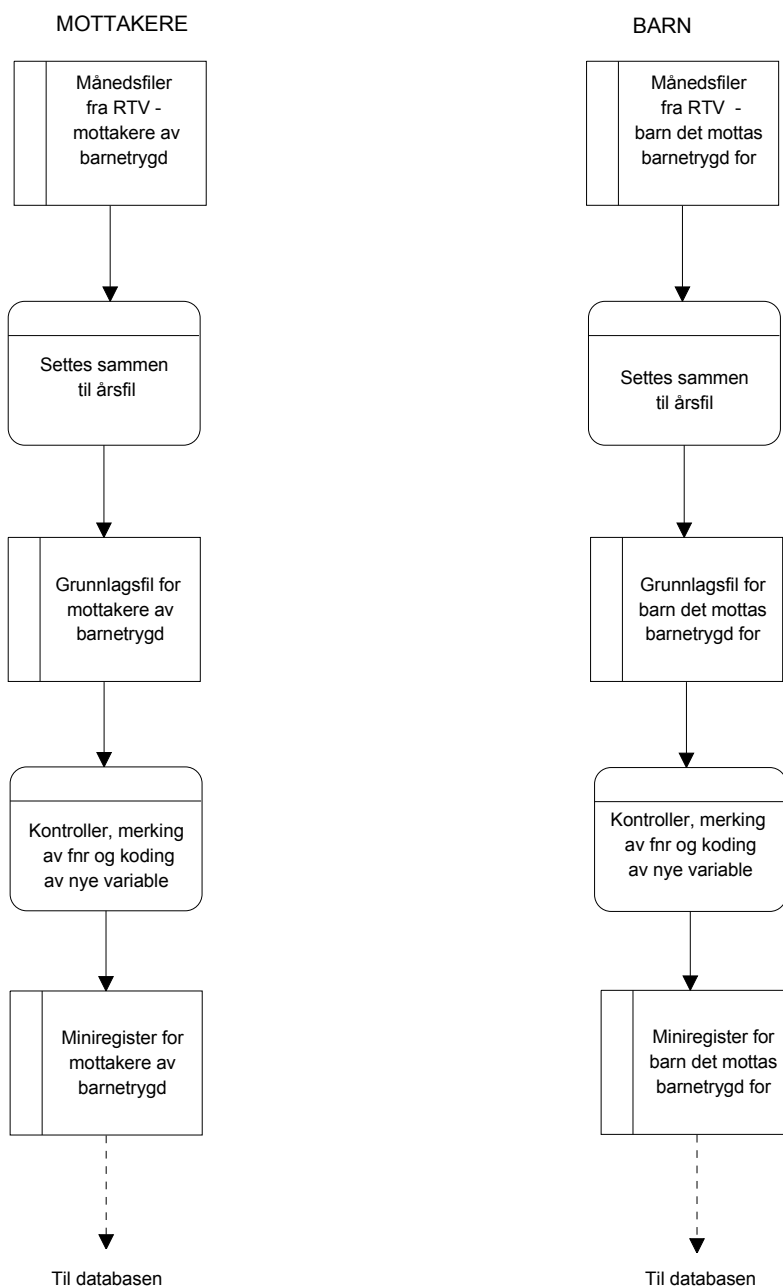 MOTTAKERE
Månedsfiler
fra RTV -
mottakere av
barnetrygd
Settes sammen
til årsfil
Grunnlagsfil for
mottakere av
barnetrygd
Kontroller, merking
av fnr og koding
av nye variable
Miniregister for
mottakere av
barnetrygd
Til databasen
BARN
Månedsfiler
fra RTV -
barn det mottas
barnetrygd for
Settes sammen
til årsfil
Grunnlagsfil for
barn det mottas
barnetrygd for
Kontroller, merking
av fnr og koding
av nye variable
Miniregister for
barn det mottas
barnetrygd for
Til databasen